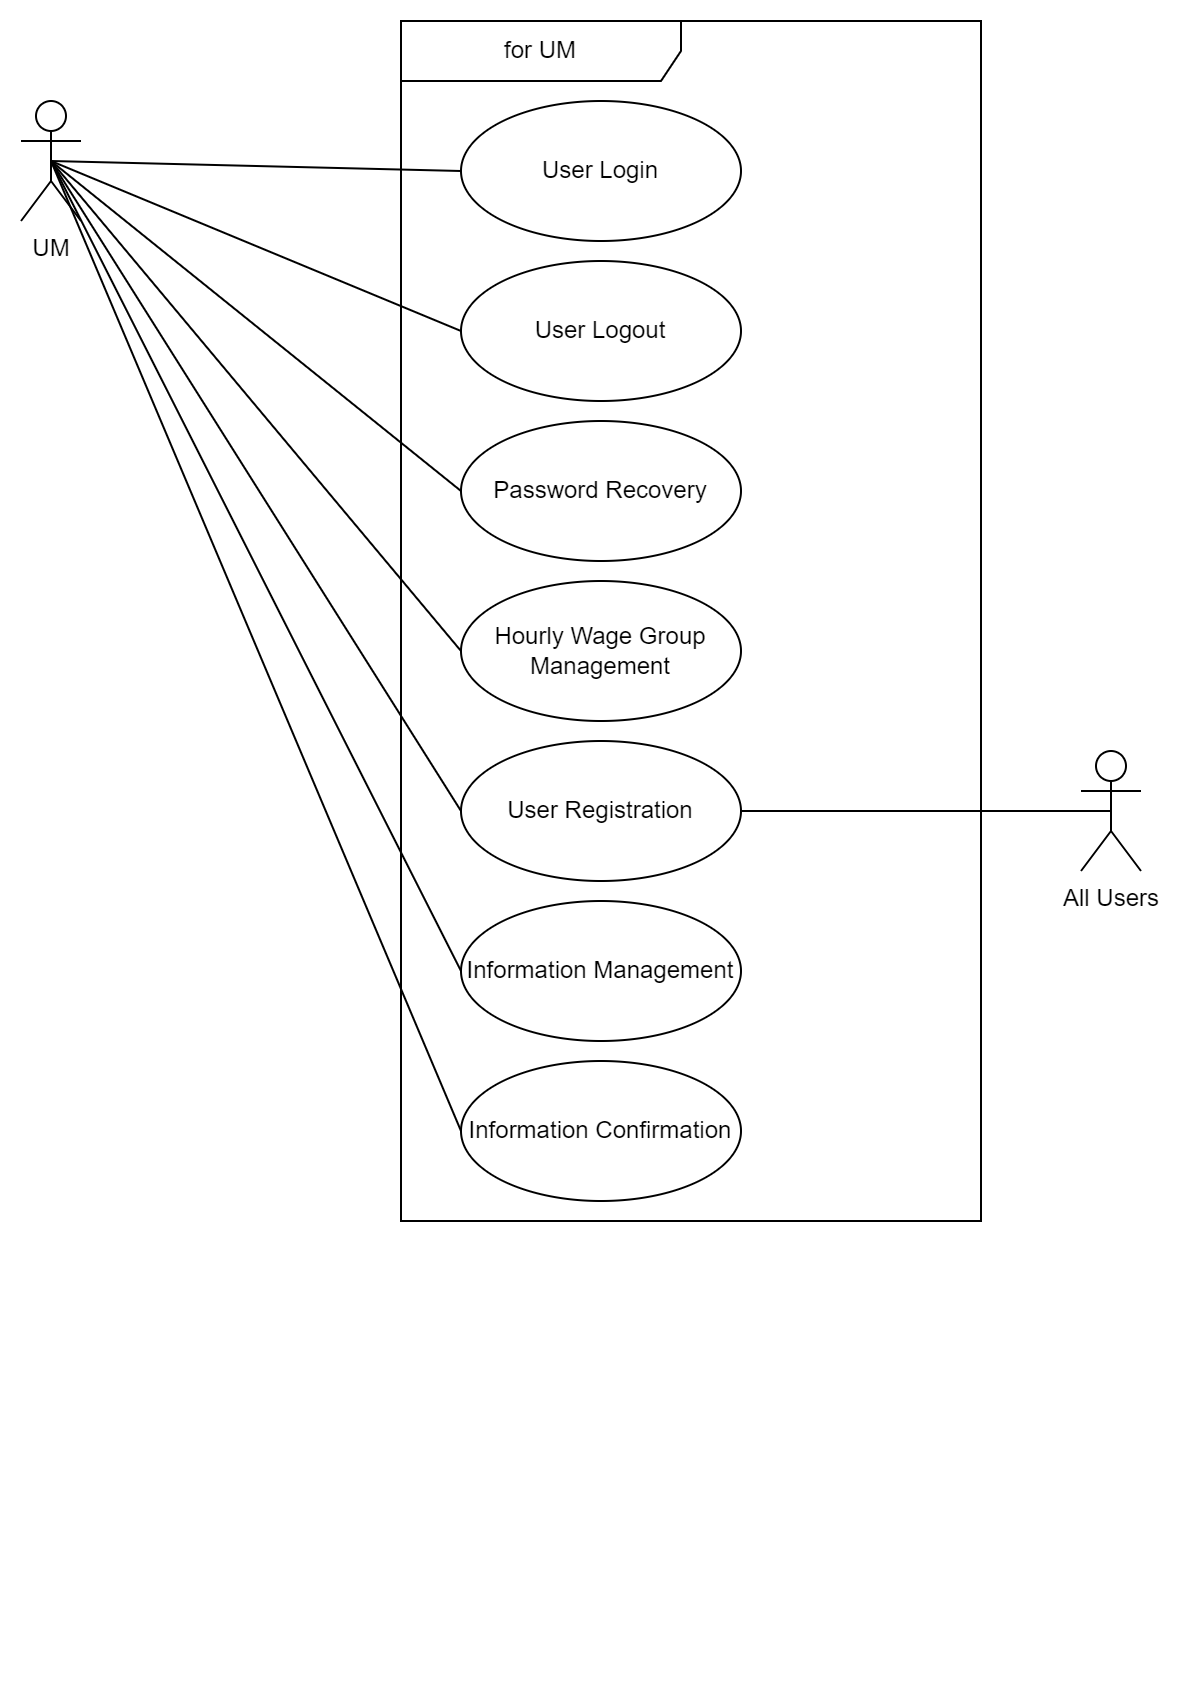 for UM
UM
User Login
User Logout
Password Recovery
Hourly Wage Group
Management
User Registration
All Users
Information Management
Information Confirmation